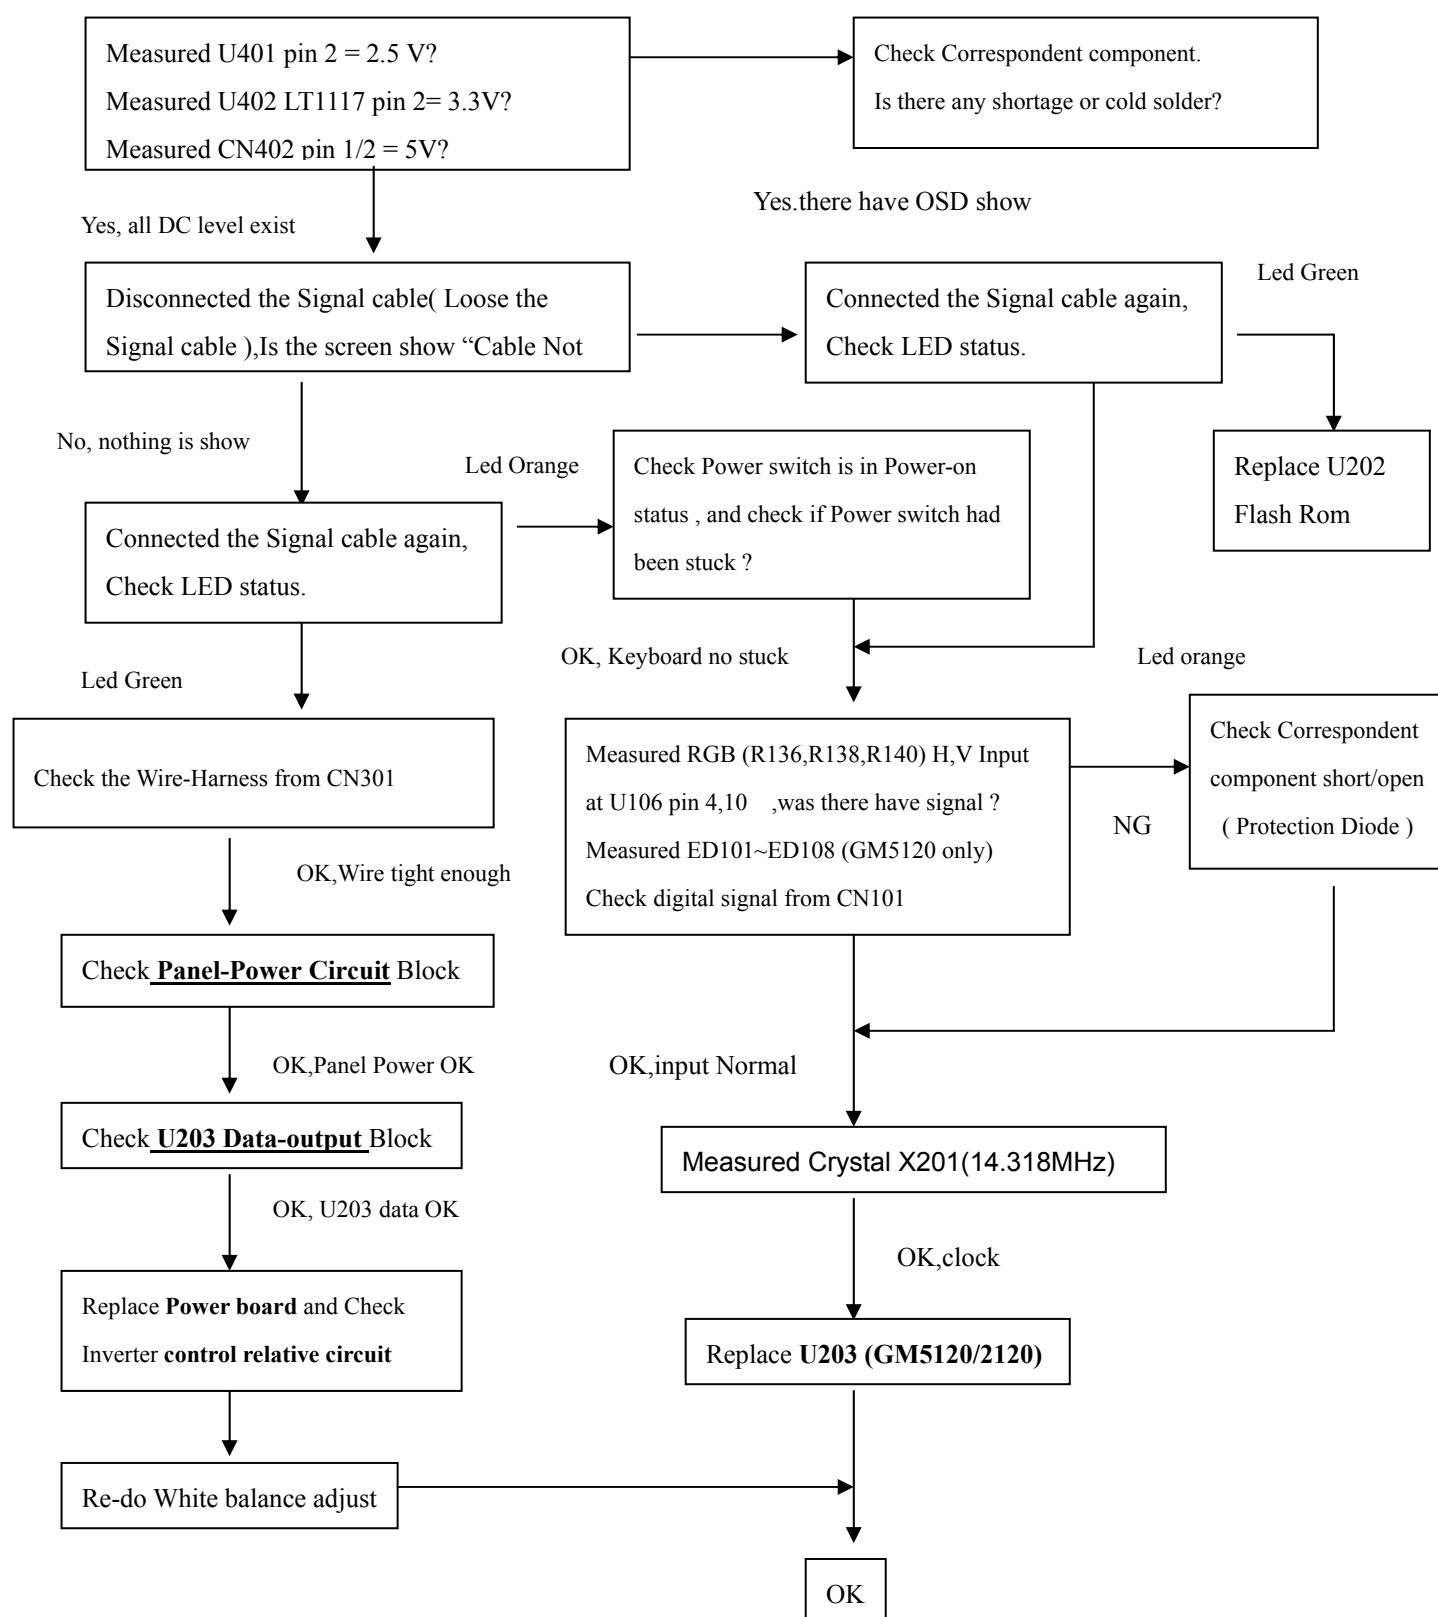 Measured U401 pin 2 = 2.5 V?
Measured U402 LT1117 pin 2= 3.3V?
Measured CN402 pin 1/2 = 5V?
Check Correspondent component.
Is there any shortage or cold solder?
Yes, all DC level exist
Yes.there have OSD show
Disconnected the Signal cable( Loose the
Signal cable ),Is the screen show “Cable Not
Connected the Signal cable again,
Check LED status.
Led Green
Replace U202
Flash Rom
No, nothing is show
Led Orange
Check Power switch is in Power-on
status , and check if Power switch had
been stuck ?
Connected the Signal cable again,
Check LED status.
OK, Keyboard no stuck
Led orange
Led Green
Check the Wire-Harness from CN301
Measured RGB (R136,R138,R140) H,V Input
at U106 pin 4,10 ,was there have signal ?
Measured ED101~ED108 (GM5120 only)
Check digital signal from CN101
NG
Check Correspondent
component short/open
( Protection Diode )
OK,Wire tight enough
Check Panel-Power Circuit Block
OK,Panel Power OK
OK,input Normal
Check U203 Data-output Block
Measured Crystal X201(14.318MHz)
OK, U203 data OK
OK,clock
Replace Power board and Check
Inverter control relative circuit
Replace U203 (GM5120/2120)
Re-do White balance adjust
OK